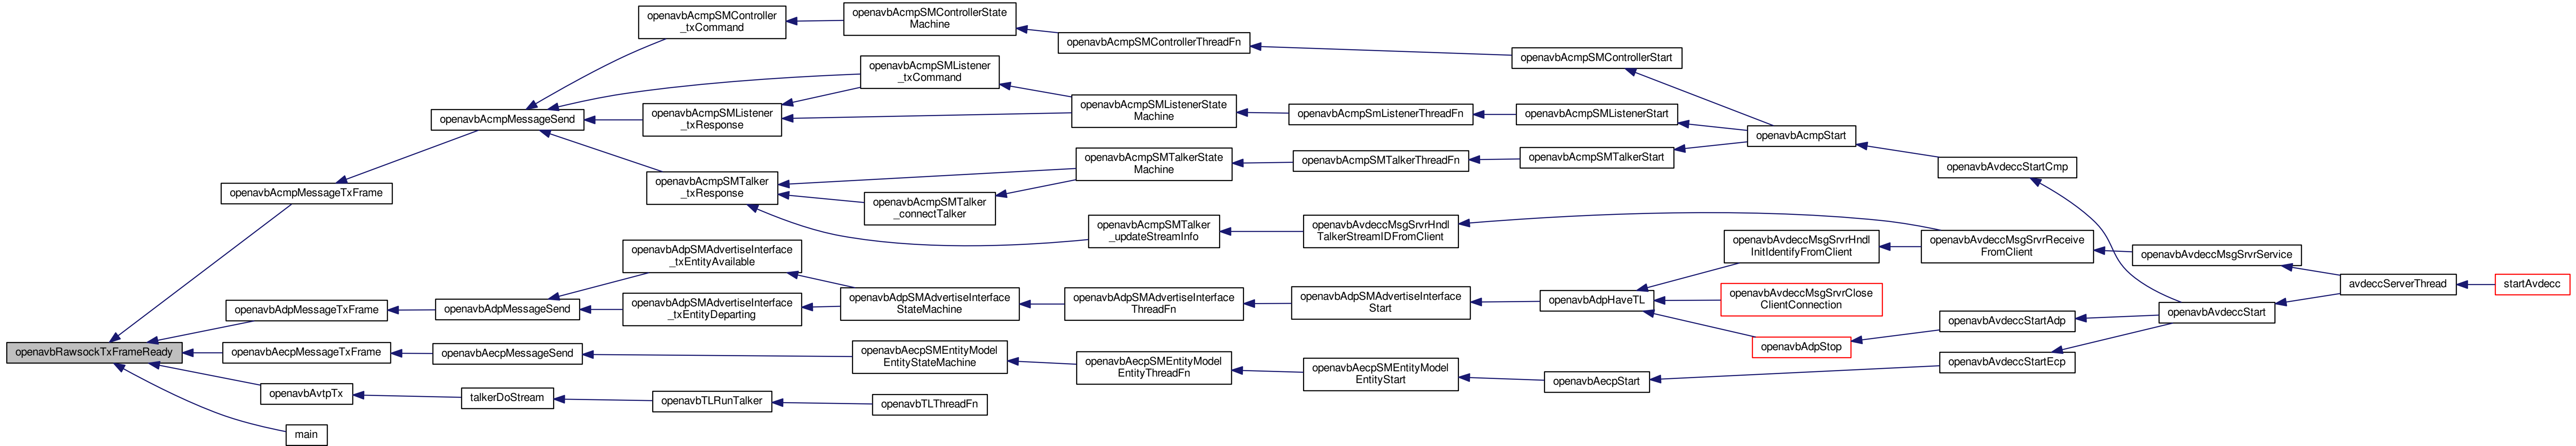 openavbRawsockTxFrameReady
openavbAcmpMessageTxFrame
openavbAdpMessageTxFrame
openavbAecpMessageTxFrame
openavbAvtpTx
main
openavbAcmpMessageSend
openavbAdpMessageSend
openavbAecpMessageSend
talkerDoStream
openavbAcmpSMController
_txCommand
openavbAcmpSMListener
_txResponse
openavbAcmpSMTalker
_txResponse
openavbAdpSMAdvertiseInterface
_txEntityAvailable
openavbAdpSMAdvertiseInterface
_txEntityDeparting
openavbTLRunTalker
openavbAcmpSMControllerState
Machine
openavbAcmpSMListener
_txCommand
openavbAcmpSMTalker
_connectTalker
openavbAdpSMAdvertiseInterface
StateMachine
openavbAecpSMEntityModel
EntityStateMachine
openavbTLThreadFn
openavbAcmpSMControllerThreadFn
openavbAcmpSMListenerState
Machine
openavbAcmpSMTalkerState
Machine
openavbAcmpSMTalker
_updateStreamInfo
openavbAdpSMAdvertiseInterface
ThreadFn
openavbAecpSMEntityModel
EntityThreadFn
openavbAcmpSmListenerThreadFn
openavbAcmpSMTalkerThreadFn
openavbAvdeccMsgSrvrHndl
TalkerStreamIDFromClient
openavbAdpSMAdvertiseInterface
Start
openavbAecpSMEntityModel
EntityStart
openavbAcmpSMControllerStart
openavbAcmpSMListenerStart
openavbAcmpSMTalkerStart
openavbAdpHaveTL
openavbAecpStart
openavbAcmpStart
openavbAvdeccMsgSrvrHndl
InitIdentifyFromClient
openavbAvdeccMsgSrvrClose
ClientConnection
openavbAdpStop
openavbAvdeccStartCmp
openavbAvdeccMsgSrvrReceive
FromClient
openavbAvdeccStartAdp
openavbAvdeccStartEcp
openavbAvdeccMsgSrvrService
openavbAvdeccStart
avdeccServerThread
startAvdecc